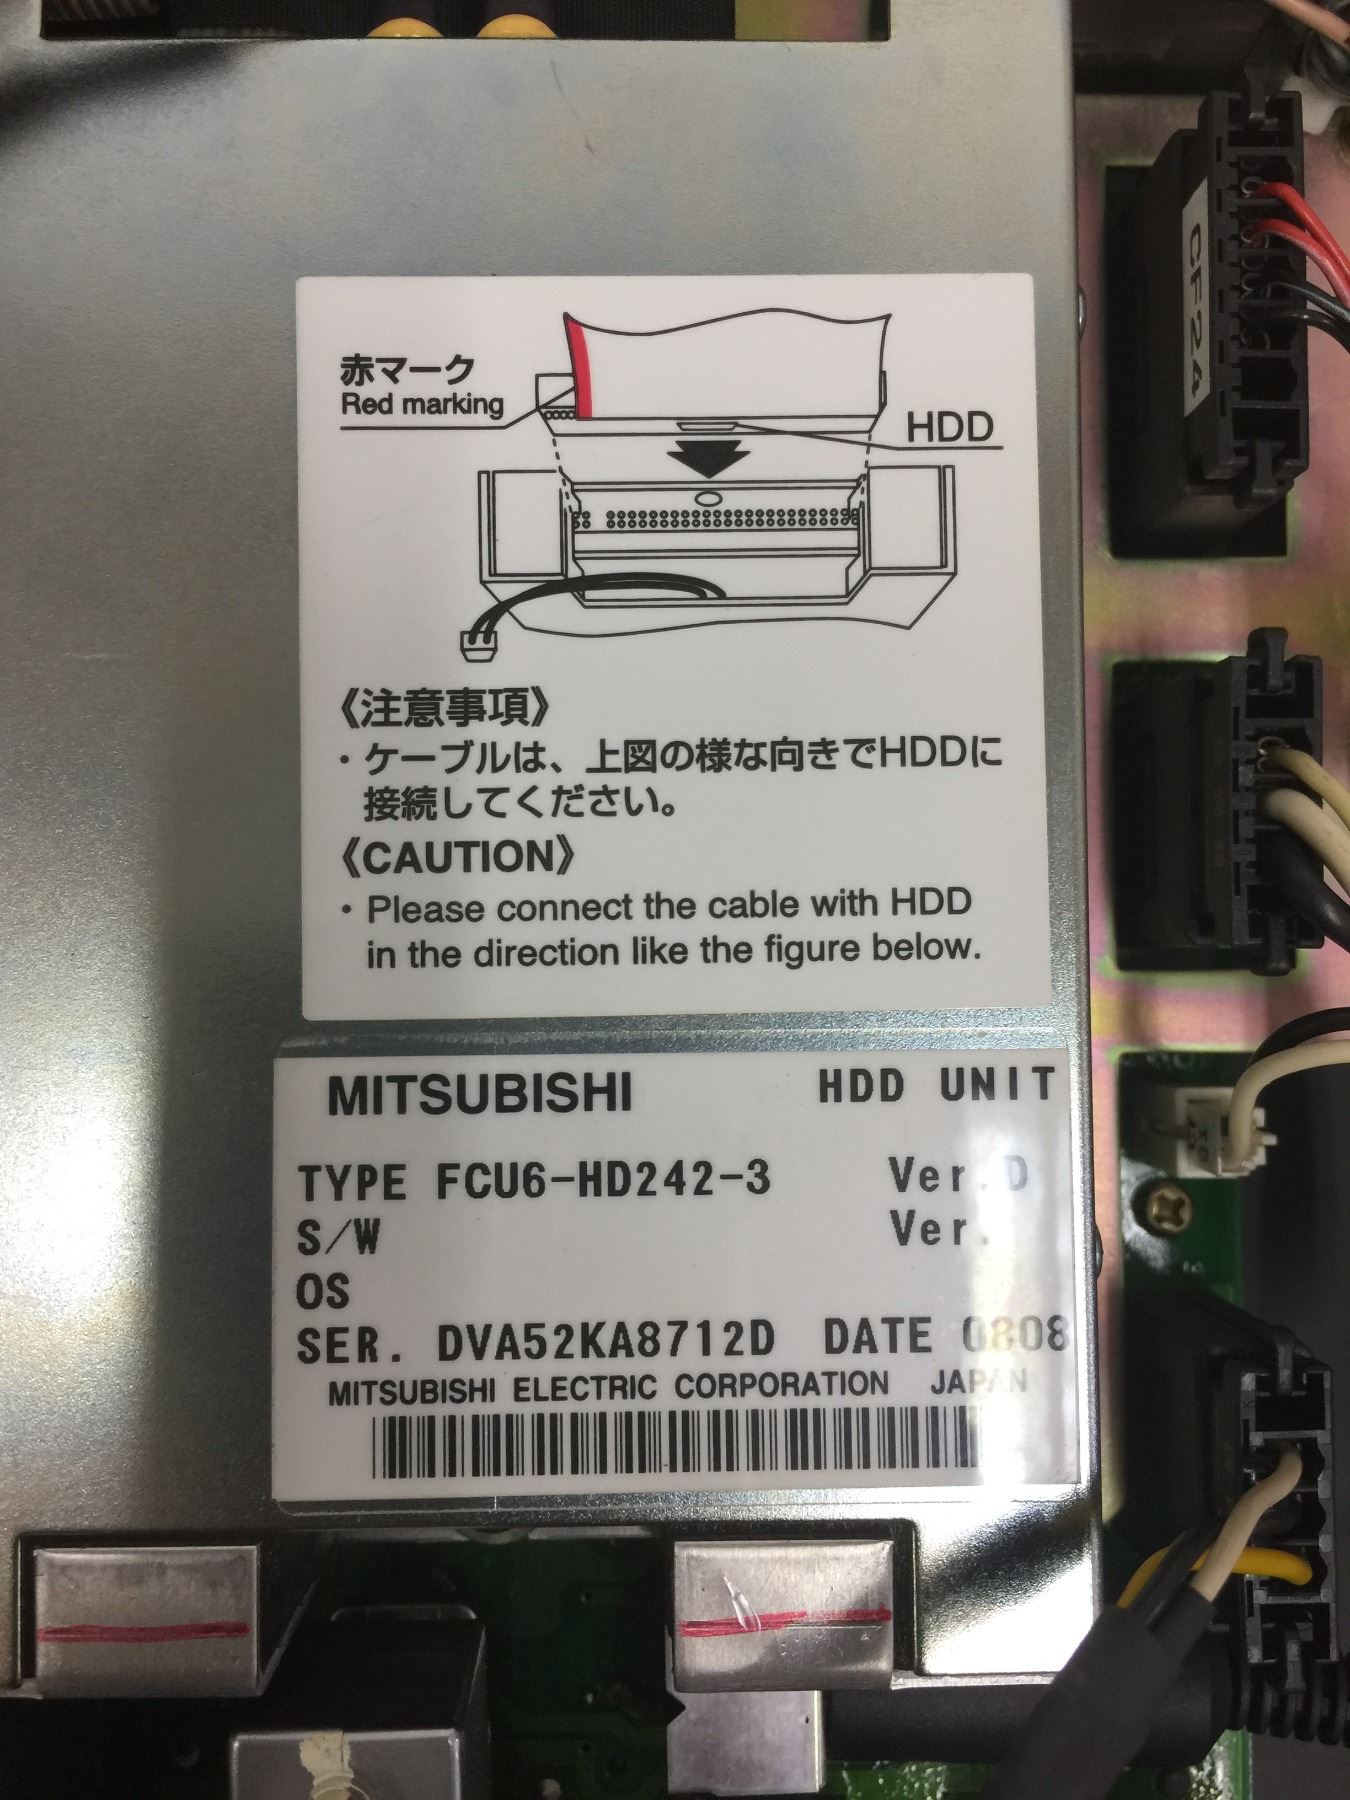 赤マーク
Red marking
HDD
《注意事項》
・ケーブルは、上図の様な向きでHDDに
接続してください。
《CAUTION》
・Please connect the cable with HDD
in the direction like the figure below.
MITSUBISHI HDD UNIT
TYPE FCU6-HD242-3 Ver.D
S/W Ver.
OS
SER. DVA52KA8712D DATE 0808
MITSUBISHI ELECTRIC CORPORATION JAPAN
CF24